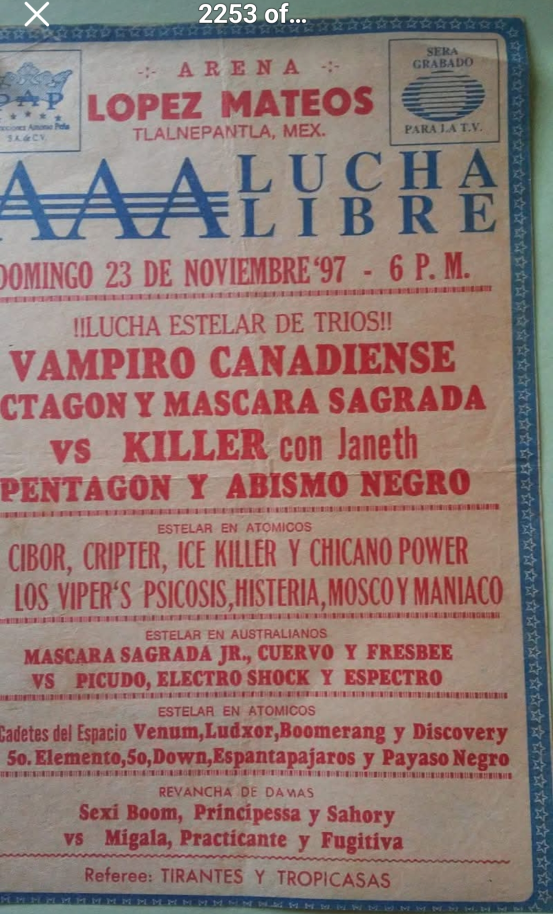 2253 of...
SERA
GRABADO
PARA LA T.V.
PAP
S.A. de C.V.
-:- ARENA -:-
LOPEZ MATEOS
TLALNEPANTLA, MEX.
AAA LUCHA
LIBRE
DOMINGO 23 DE NOVIEMBRE '97 - 6 P. M.
!!LUCHA ESTELAR DE TRIOS!!
VAMPIRO CANADIENSE
CTAGON Y MASCARA SAGRADA
vs KILLER con Janeth
PENTAGON Y ABISMO NEGRO
ESTELAR EN ATOMICOS
CIBOR, CRIPTER, ICE KILLER Y CHICANO POWER
LOS VIPER'S PSICOSIS, HISTERIA, MOSCO Y MANIACO
ESTELAR EN AUSTRALIANOS
MASCARA SAGRADA JR., CUERVO Y FRESBEE
VS PICUDO, ELECTRO SHOCK Y ESPECTRO
ESTELAR EN ATOMICOS
Cadetes del Espacio Venum,Ludxor,Boomerang y Discovery
5o. Elemento,5o,Down,Espantapajaros y Payaso Negro
REVANCHA DE DAMAS
Sexi Boom, Principessa y Sahory
vs Migala, Practicante y Fugitiva
Referee: TIRANTES Y TROPICASAS